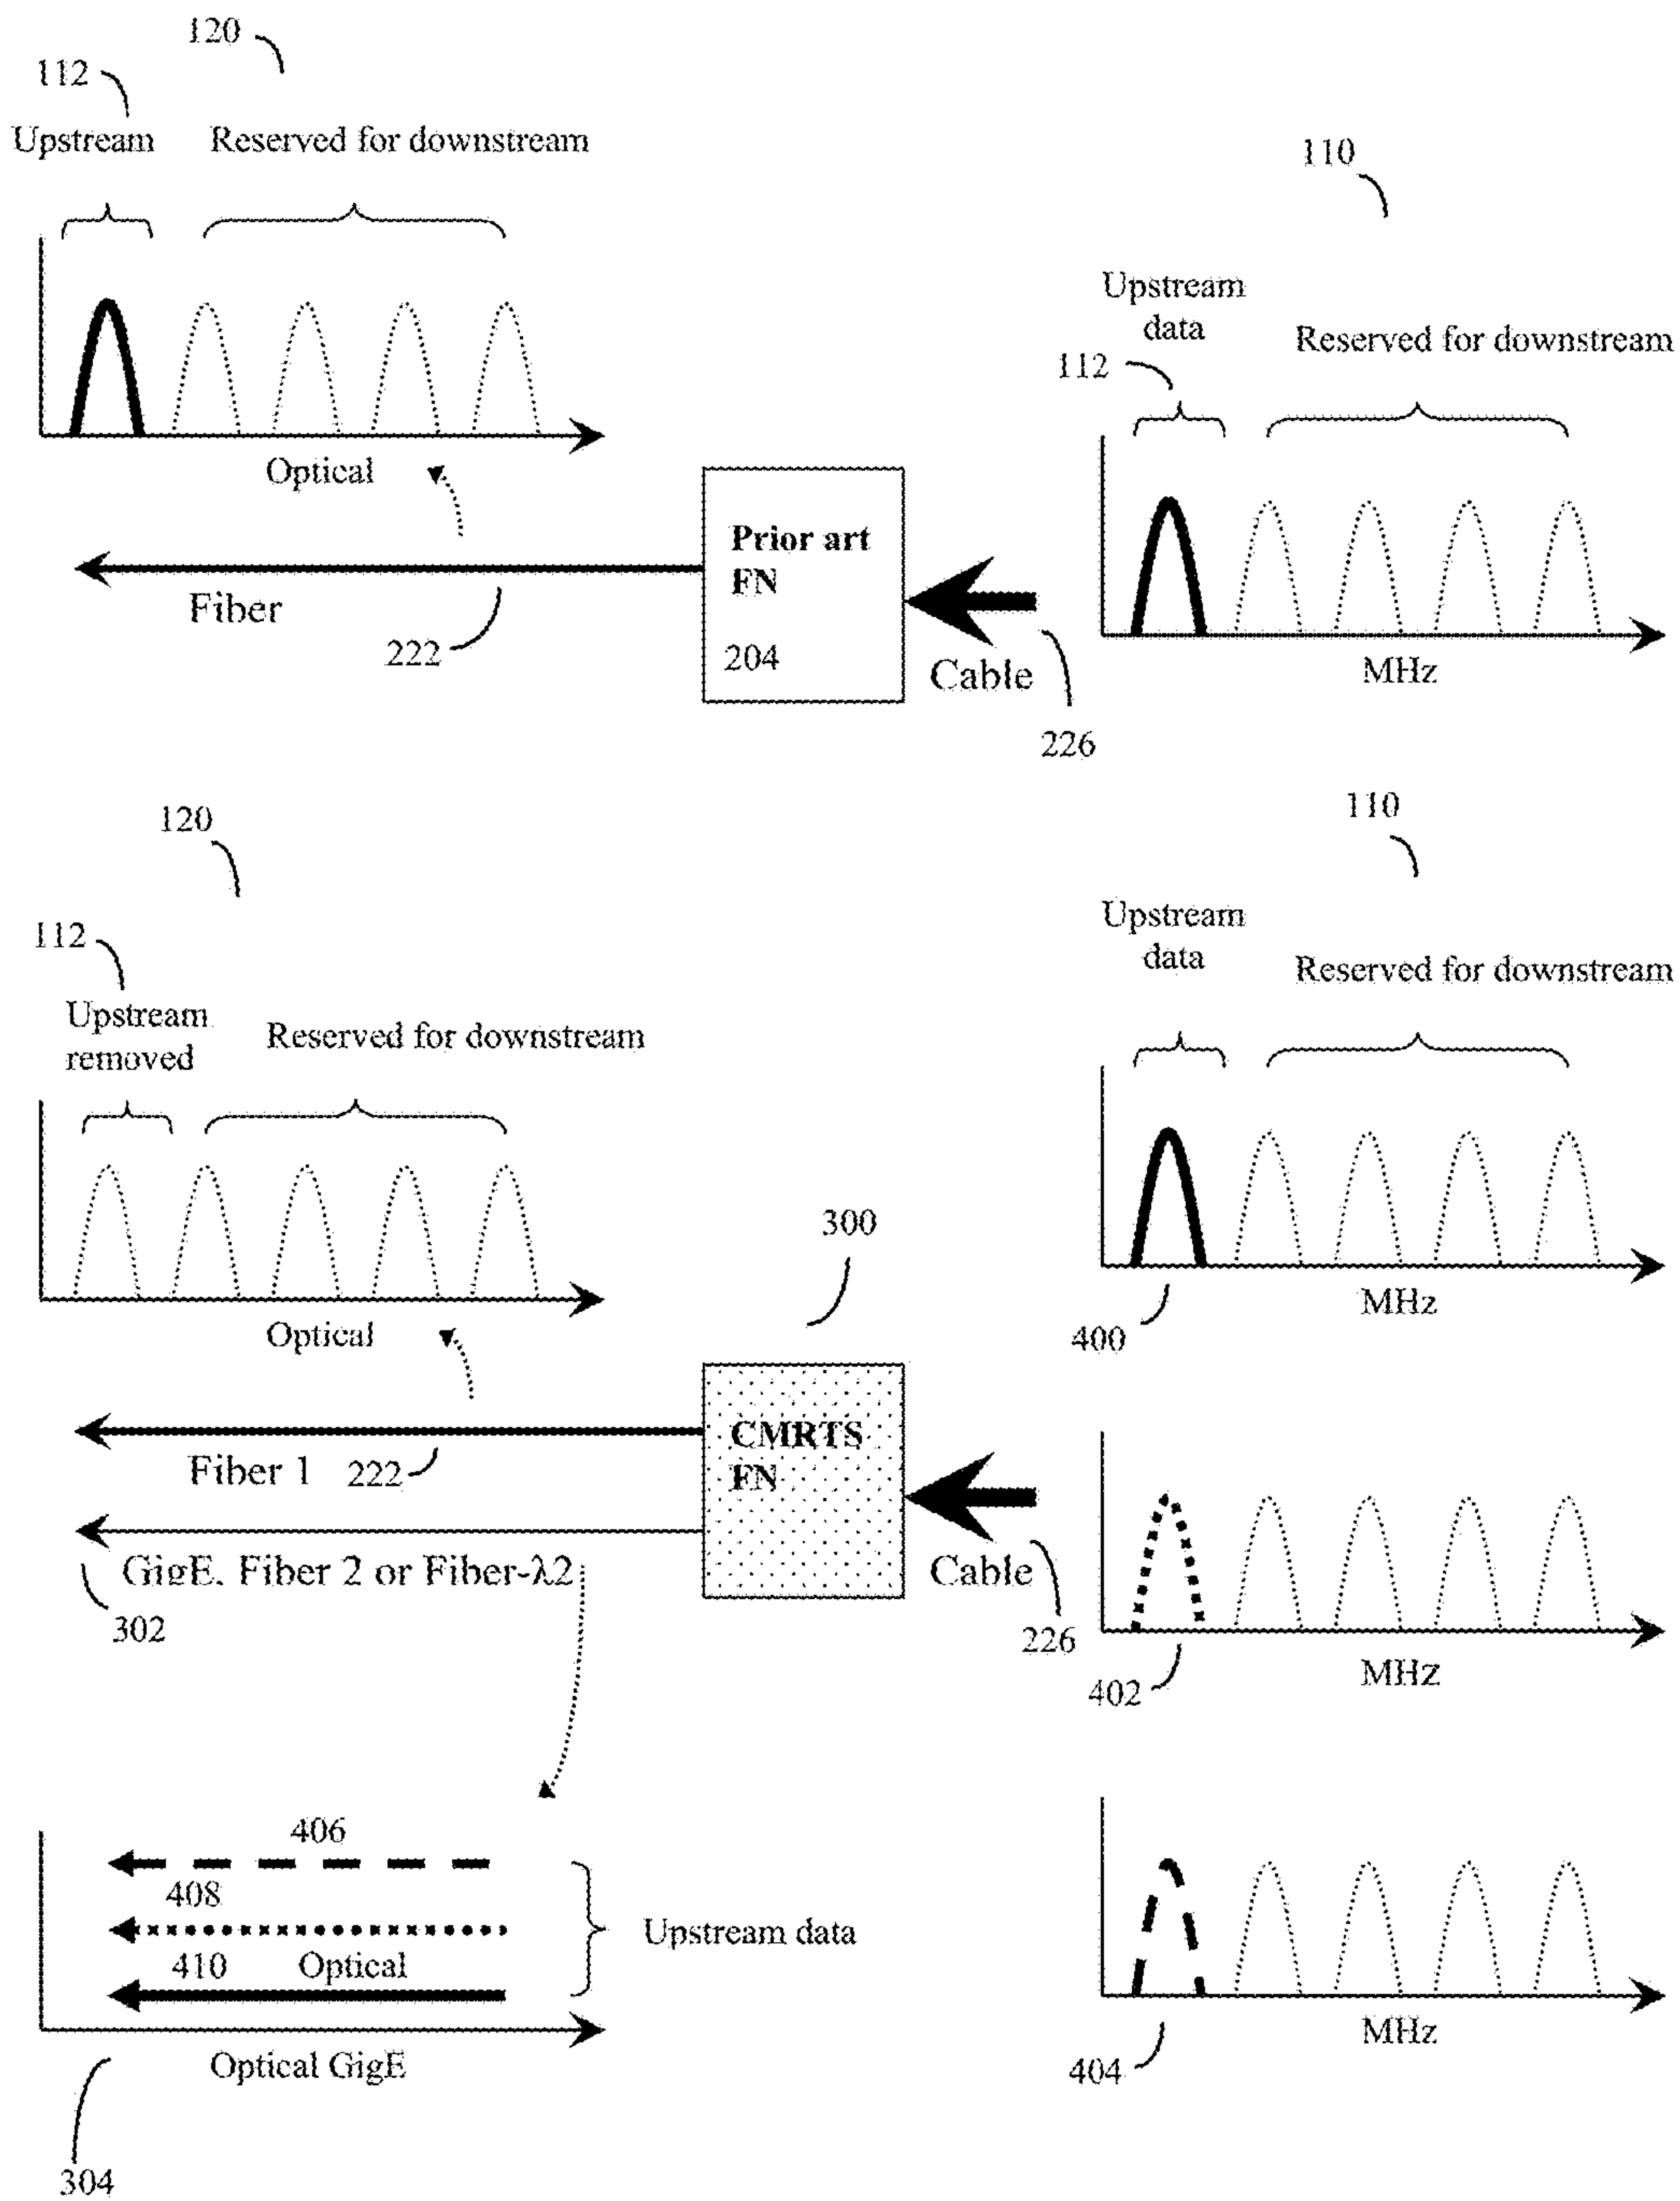 120
112
Upstream
Reserved for downstream
110
Upstream
data
Reserved for downstream
112
Optical
Prior art
FN
204
Fiber
222
Cable
226
MHz
120
110
112
Upstream
removed
Reserved for downstream
Upstream
data
Reserved for downstream
300
Optical
400
MHz
CMRTS
FN
Fiber 1
222
GigE, Fiber 2 or Fiber-λ2
302
Cable
226
402
MHz
406
408
410
Optical
Upstream data
Optical GigE
304
404
MHz